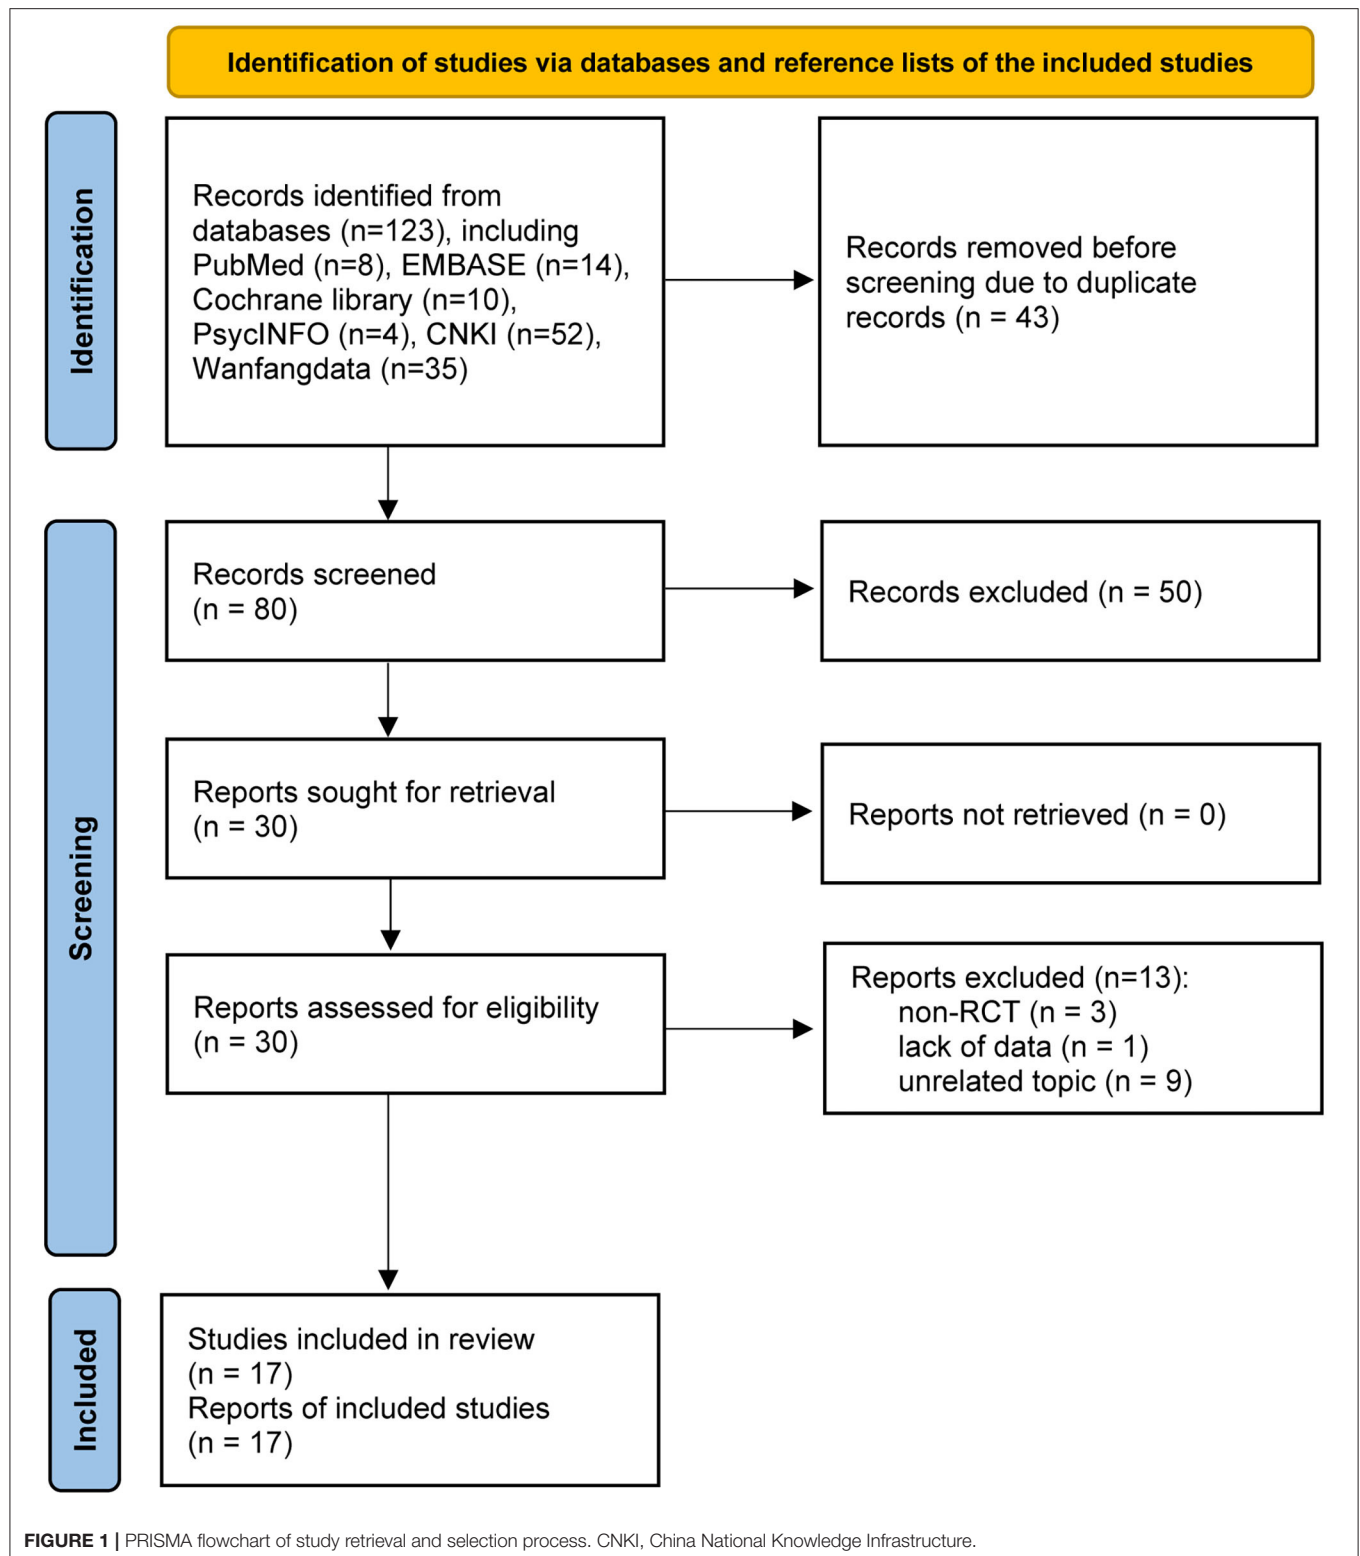 Identification of studies via databases and reference lists of the included studies
Identification
Records identified from
databases (n=123), including
PubMed (n=8), EMBASE (n=14),
Cochrane library (n=10),
PsycINFO (n=4), CNKI (n=52),
Wanfangdata (n=35)
Records removed before
screening due to duplicate
records (n = 43)
Screening
Records screened
(n = 80)
Records excluded (n = 50)
Reports sought for retrieval
(n = 30)
Reports not retrieved (n = 0)
Reports assessed for eligibility
(n = 30)
Reports excluded (n=13):
non-RCT (n = 3)
lack of data (n = 1)
unrelated topic (n = 9)
Included
Studies included in review
(n = 17)
Reports of included studies
(n = 17)
FIGURE 1 | PRISMA flowchart of study retrieval and selection process. CNKI, China National Knowledge Infrastructure.